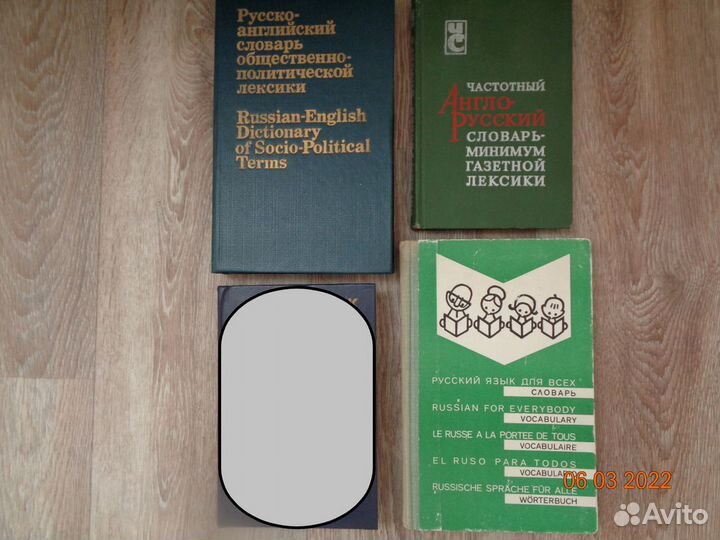 Русско-
английский
словарь
общественно-
политической
лексики
Russian-English
Dictionary
of Socio-Political
Terms
ЧС
ЧАСТОТНЫЙ
АНГЛО-
РУССКИЙ
СЛОВАРЬ-
МИНИМУМ
ГАЗЕТНОЙ
ЛЕКСИКИ
РУССКИЙ ЯЗЫК ДЛЯ ВСЕХ
СЛОВАРЬ
RUSSIAN FOR EVERYBODY
VOCABULARY
LE RUSSE A LA PORTEE DE TOUS
VOCABULAIRE
EL RUSO PARA TODOS
RUSSISCHE SPRACHE FÜR ALLE
WÖRTERBUCH
06 03 2022
Avito